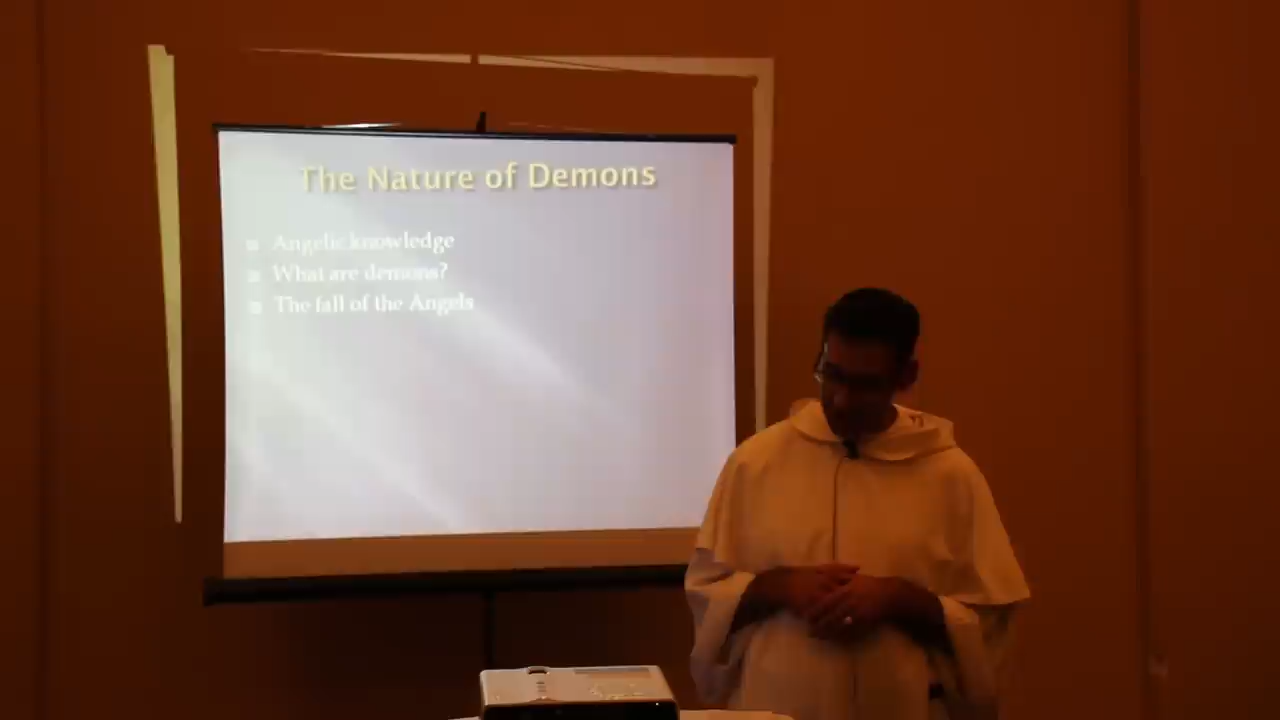 The Nature of Demons
Angelic knowledge
What are demons?
The fall of the Angels